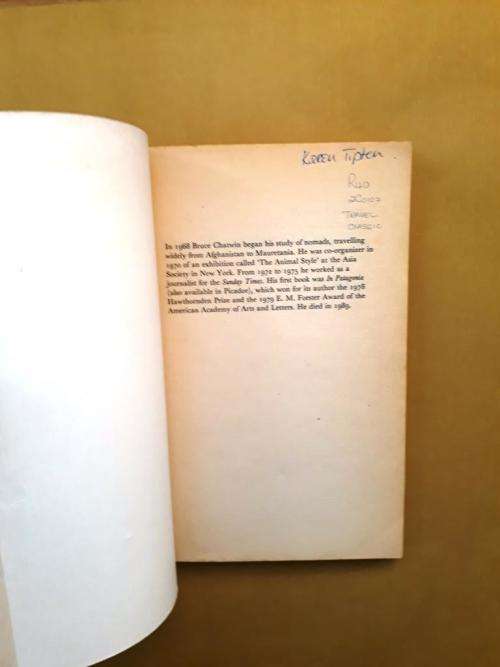 Karen Tipton.
R40
TRAVEL
CLASSIC
In 1968 Bruce Chatwin began his study of nomads, travelling
widely from Afghanistan to Mauretania. He was co-organizer in
1970 of an exhibition called 'The Animal Style' at the Asia
Society in New York. From 1972 to 1975 he worked as a
journalist for the Sunday Times. His first book was In Patagonia
(also available in Picador), which won for its author the 1978
Hawthornden Prize and the 1979 E. M. Forster Award of the
American Academy of Arts and Letters. He died in 1989.